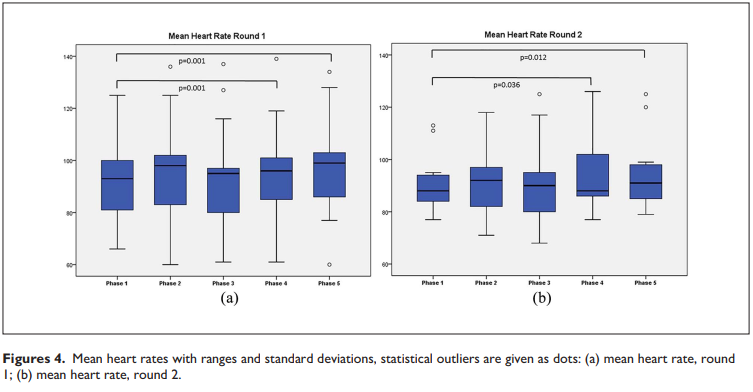 Mean Heart Rate Round 1
140
120
100
80
60
p=0.001
p=0.001
Phase 1 Phase 2 Phase 3 Phase 4 Phase 5
(a)
Mean Heart Rate Round 2
140
120
100
80
60
p=0.012
p=0.036
Phase 1 Phase 2 Phase 3 Phase 4 Phase 5
(b)
Figures 4. Mean heart rates with ranges and standard deviations, statistical outliers are given as dots: (a) mean heart rate, round
1; (b) mean heart rate, round 2.